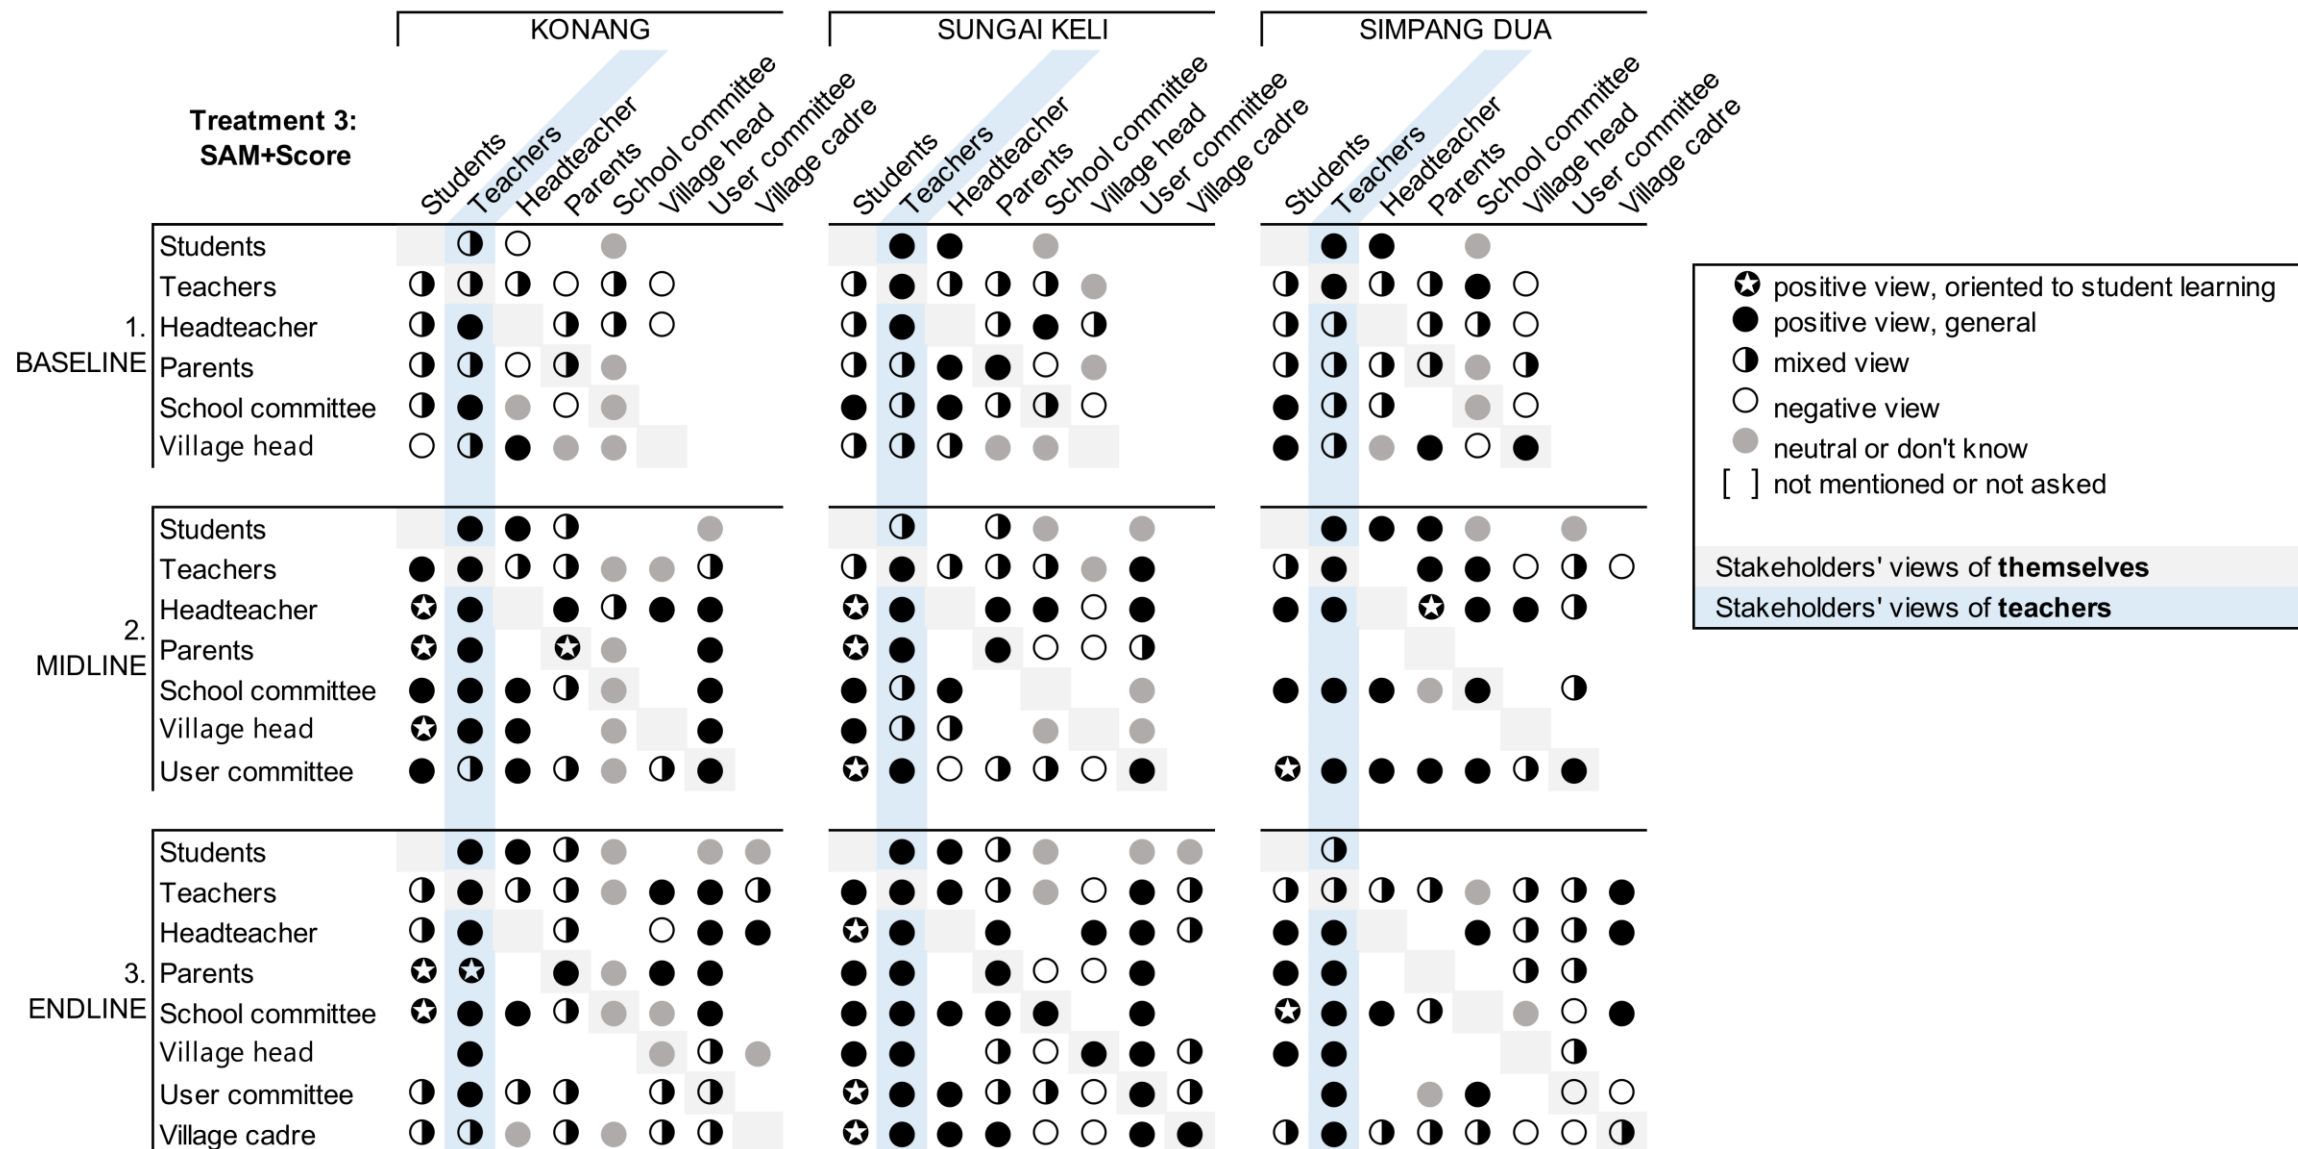 KONANG
SUNGAI KELI
SIMPANG DUA
Treatment 3:
SAM+Score
Students
Teachers
Headteacher
Parents
School committee
Village head
User committee
Village cadre
Students
Teachers
Headteacher
Parents
School committee
Village head
User committee
Village cadre
Students
Teachers
Headteacher
Parents
School committee
Village head
User committee
Village cadre
1.
BASELINE
Students
Teachers
Headteacher
Parents
School committee
Village head
2.
MIDLINE
Students
Teachers
Headteacher
Parents
School committee
Village head
User committee
3.
ENDLINE
Students
Teachers
Headteacher
Parents
School committee
Village head
User committee
Village cadre
positive view, oriented to student learning
positive view, general
mixed view
negative view
neutral or don't know
[ ] not mentioned or not asked
Stakeholders' views of themselves
Stakeholders' views of teachers